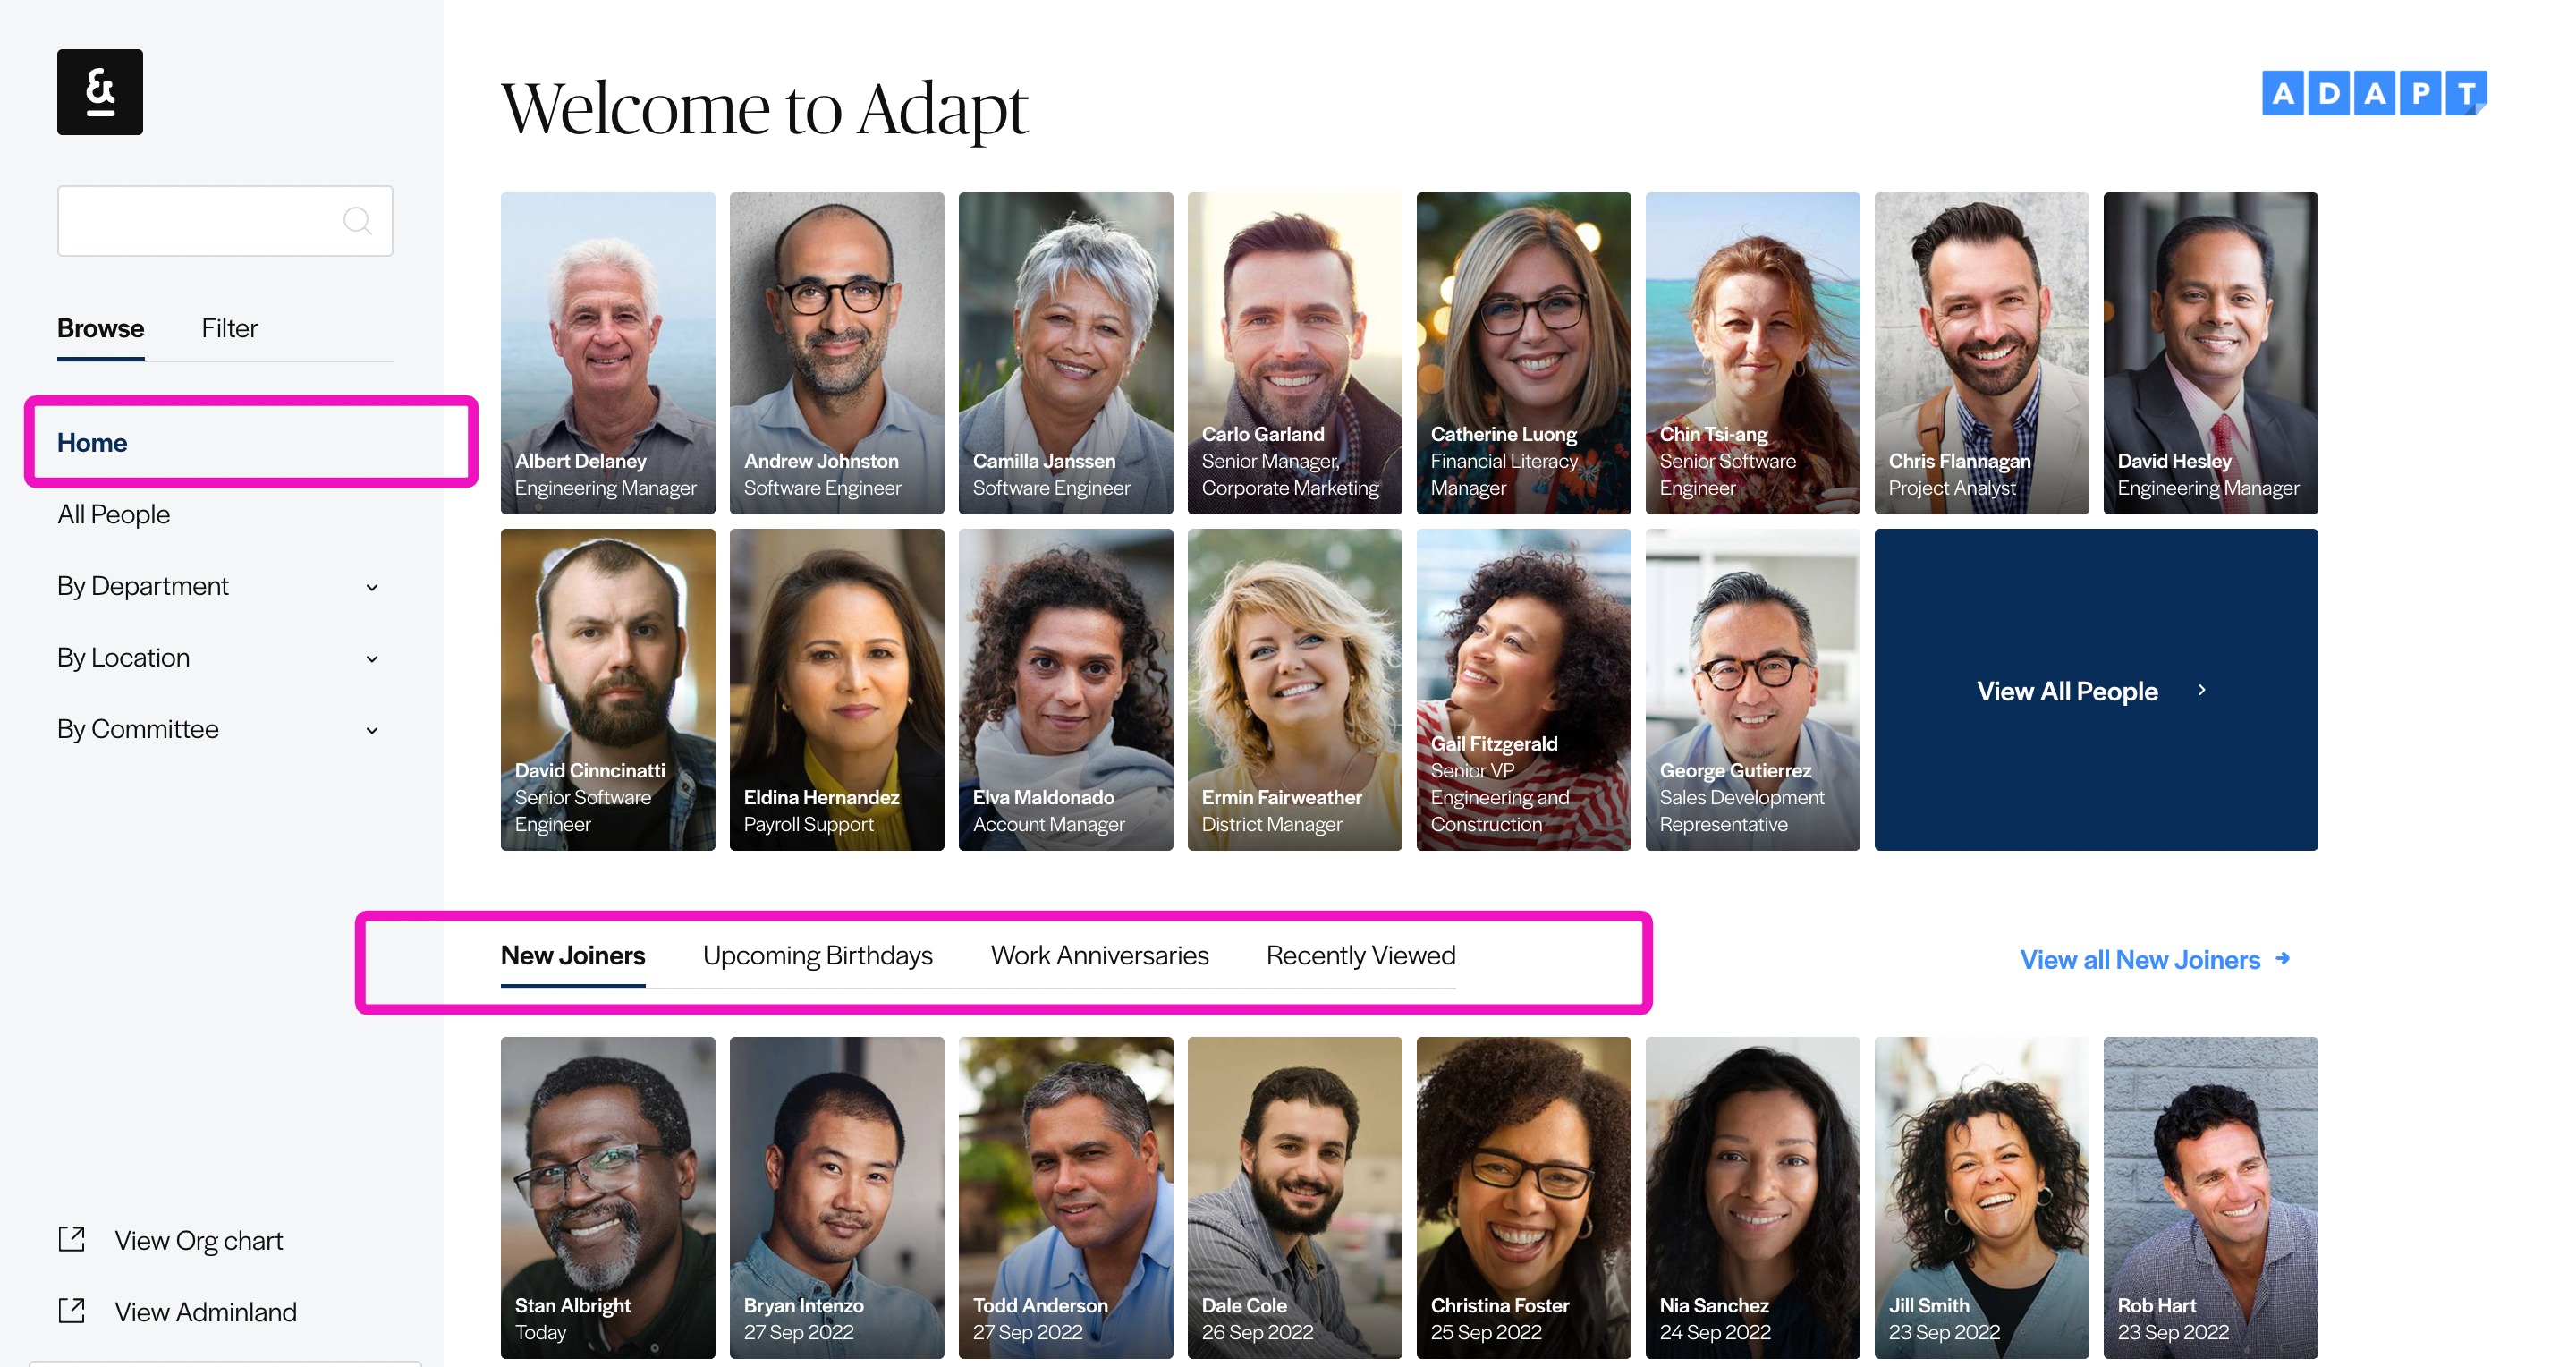 &
Welcome to Adapt
ADAPT
Browse
Filter
Home
All People
By Department
By Location
By Committee
View Org chart
View Adminland
Albert Delaney
Engineering Manager
Andrew Johnston
Software Engineer
Camilla Janssen
Software Engineer
Carlo Garland
Senior Manager,
Corporate Marketing
Catherine Luong
Financial Literacy
Manager
Chin Tsi-ang
Senior Software
Engineer
Chris Flannagan
Project Analyst
David Hesley
Engineering Manager
David Cinncinatti
Senior Software
Engineer
Eldina Hernandez
Payroll Support
Elva Maldonado
Account Manager
Ermin Fairweather
District Manager
Gail Fitzgerald
Senior VP
Engineering and
Construction
George Gutierrez
Sales Development
Representative
View All People
New Joiners
Upcoming Birthdays
Work Anniversaries
Recently Viewed
View all New Joiners
Stan Albright
Today
Bryan Intenzo
27 Sep 2022
Todd Anderson
27 Sep 2022
Dale Cole
26 Sep 2022
Christina Foster
25 Sep 2022
Nia Sanchez
24 Sep 2022
Jill Smith
23 Sep 2022
Rob Hart
23 Sep 2022